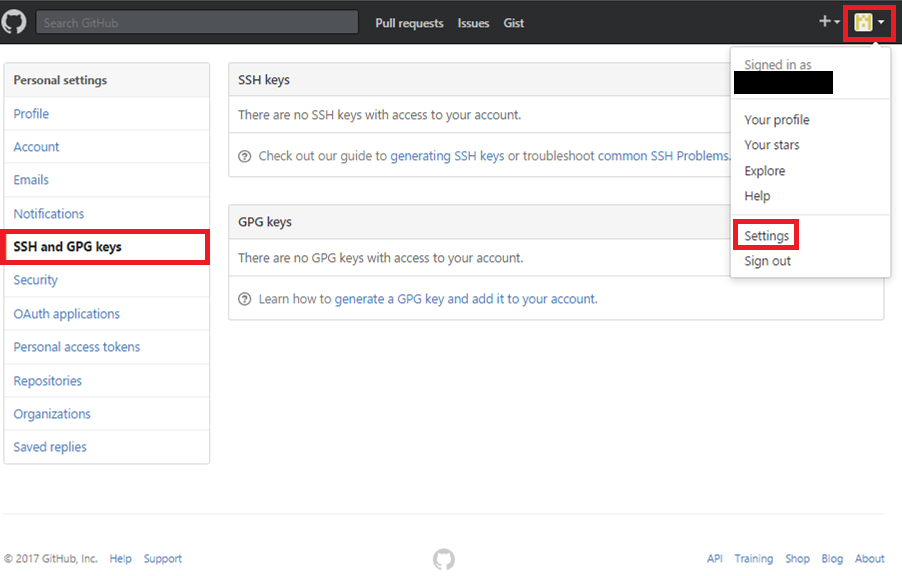 Search GitHub
Pull requests Issues Gist
Signed in as
Your profile
Your stars
Explore
Help
Settings
Sign out
Personal settings
Profile
Account
Emails
Notifications
SSH and GPG keys
Security
OAuth applications
Personal access tokens
Repositories
Organizations
Saved replies
SSH keys
There are no SSH keys with access to your account.
Check out our guide to generating SSH keys or troubleshoot common SSH Problems.
GPG keys
There are no GPG keys with access to your account.
Learn how to generate a GPG key and add it to your account.
© 2017 GitHub, Inc. Help Support
API Training Shop Blog About